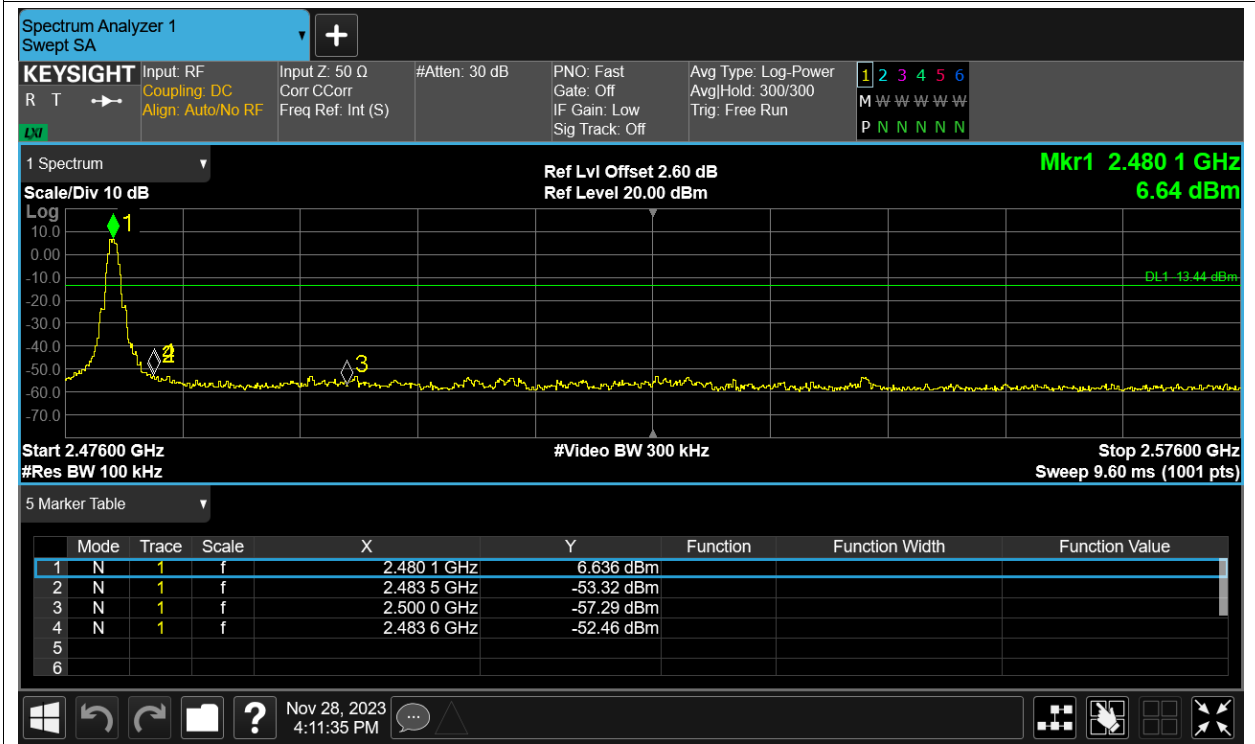 Spectrum Analyzer 1
Swept SA
+
KEYSIGHT
R T
LXI
Input: RF
Coupling: DC
Align: Auto/No RF
Input Z: 50 Ω
Corr CCorr
Freq Ref: Int (S)
#Atten: 30 dB
PNO: Fast
Gate: Off
IF Gain: Low
Sig Track: Off
Avg Type: Log-Power
Avg|Hold: 300/300
Trig: Free Run
1 2 3 4 5 6
M W W W W W
P N N N N N
1 Spectrum
Scale/Div 10 dB
Ref Lvl Offset 2.60 dB
Ref Level 20.00 dBm
Mkr1 2.480 1 GHz
6.64 dBm
Log
10.0
0.00
-10.0
-20.0
-30.0
-40.0
-50.0
-60.0
-70.0
1
3
DL1 -13.44 dBm
Start 2.47600 GHz
#Video BW 300 kHz
Stop 2.57600 GHz
#Res BW 100 kHz
Sweep 9.60 ms (1001 pts)
5 Marker Table
Mode Trace Scale X Y Function Function Width Function Value
1 N 1 f 2.480 1 GHz 6.636 dBm
2 N 1 f 2.483 5 GHz -53.32 dBm
3 N 1 f 2.500 0 GHz -57.29 dBm
4 N 1 f 2.483 6 GHz -52.46 dBm
5
6
?
Nov 28, 2023
4:11:35 PM